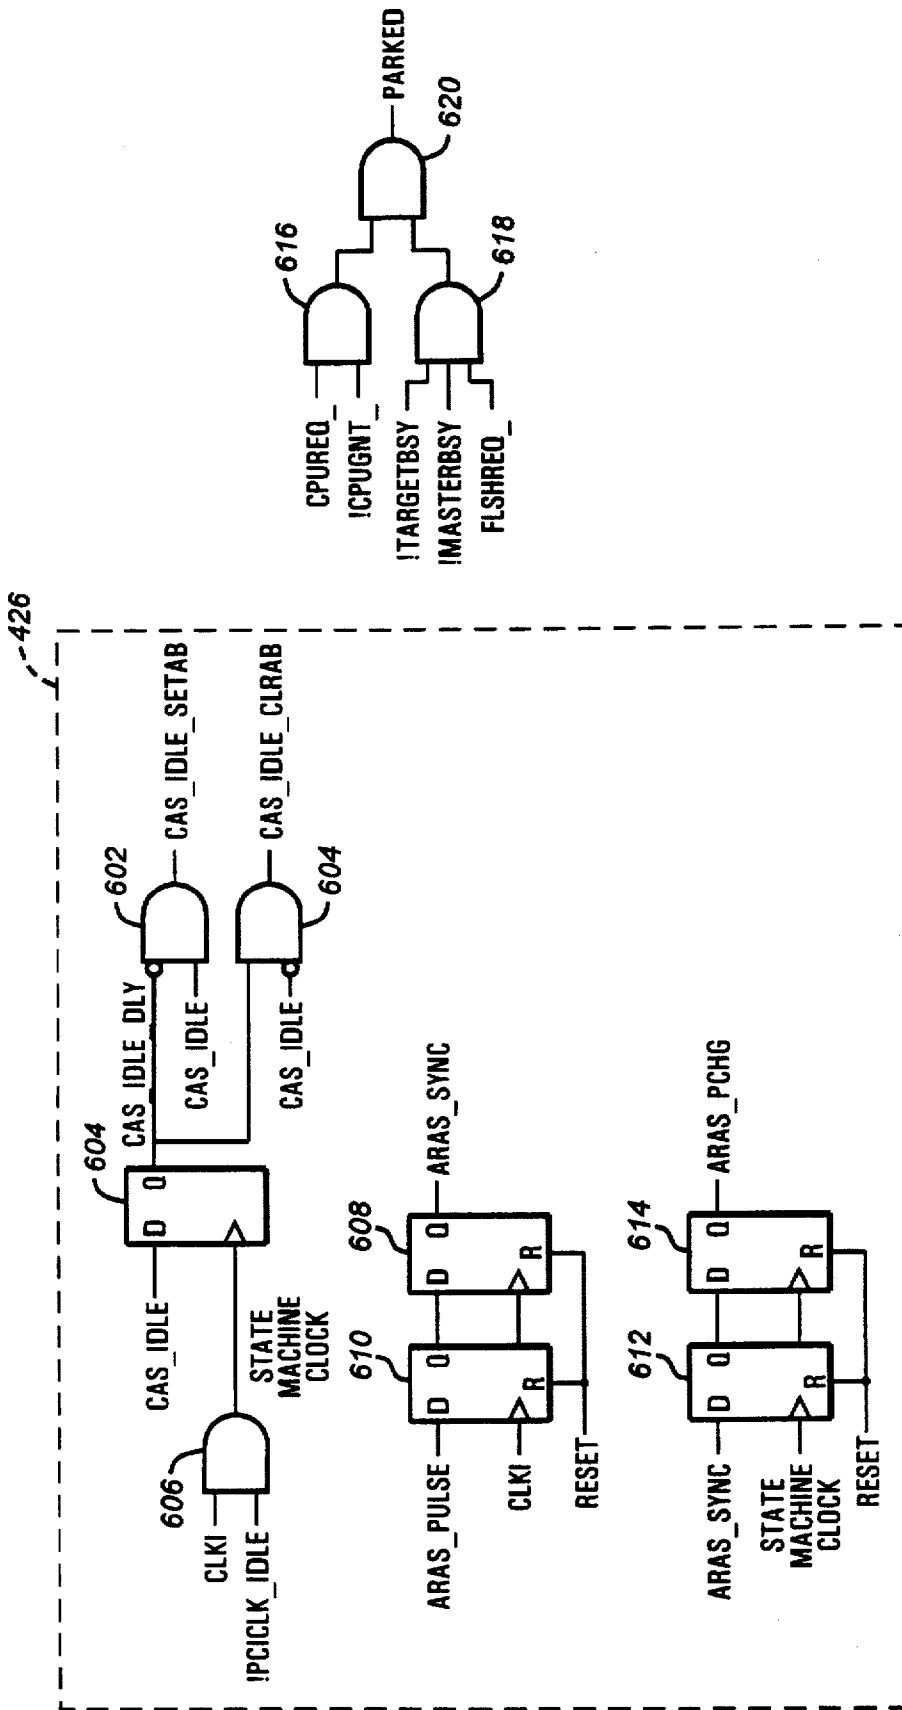 426
CLKI
!PCICLK_IDLE
606
STATE
MACHINE
CLOCK
CAS_IDLE
604
D
Q
CAS_IDLE_DLY
CAS_IDLE
602
CAS_IDLE_SETAB
CAS_IDLE
604
CAS_IDLE_CLRAB
ARAS_PULSE
CLKI
RESET
610
D
Q
R
608
D
Q
R
ARAS_SYNC
ARAS_SYNC
STATE
MACHINE
CLOCK
RESET
612
D
Q
R
614
D
Q
R
ARAS_PCHG
CPUREQ_
!CPUGNT_
616
!TARGETBSY
!MASTERBSY
FLSHREQ_
618
620
PARKED